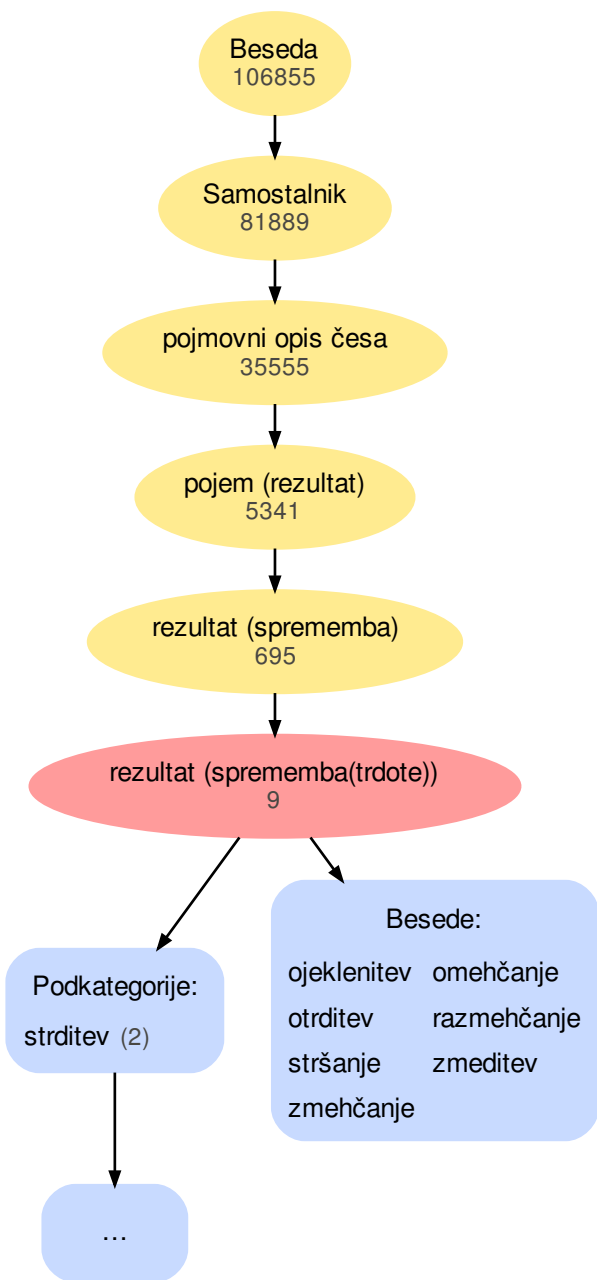 Beseda
106855
Samostalnik
81889
pojmovni opis česa
35555
pojem (rezultat)
5341
rezultat (sprememba)
695
rezultat (sprememba(trdote))
9
Podkategorije:
strditev (2)
...
Besede:
ojeklenitev omehčanje
otrditev razmehčanje
stršanje zmeditev
zmehčanje